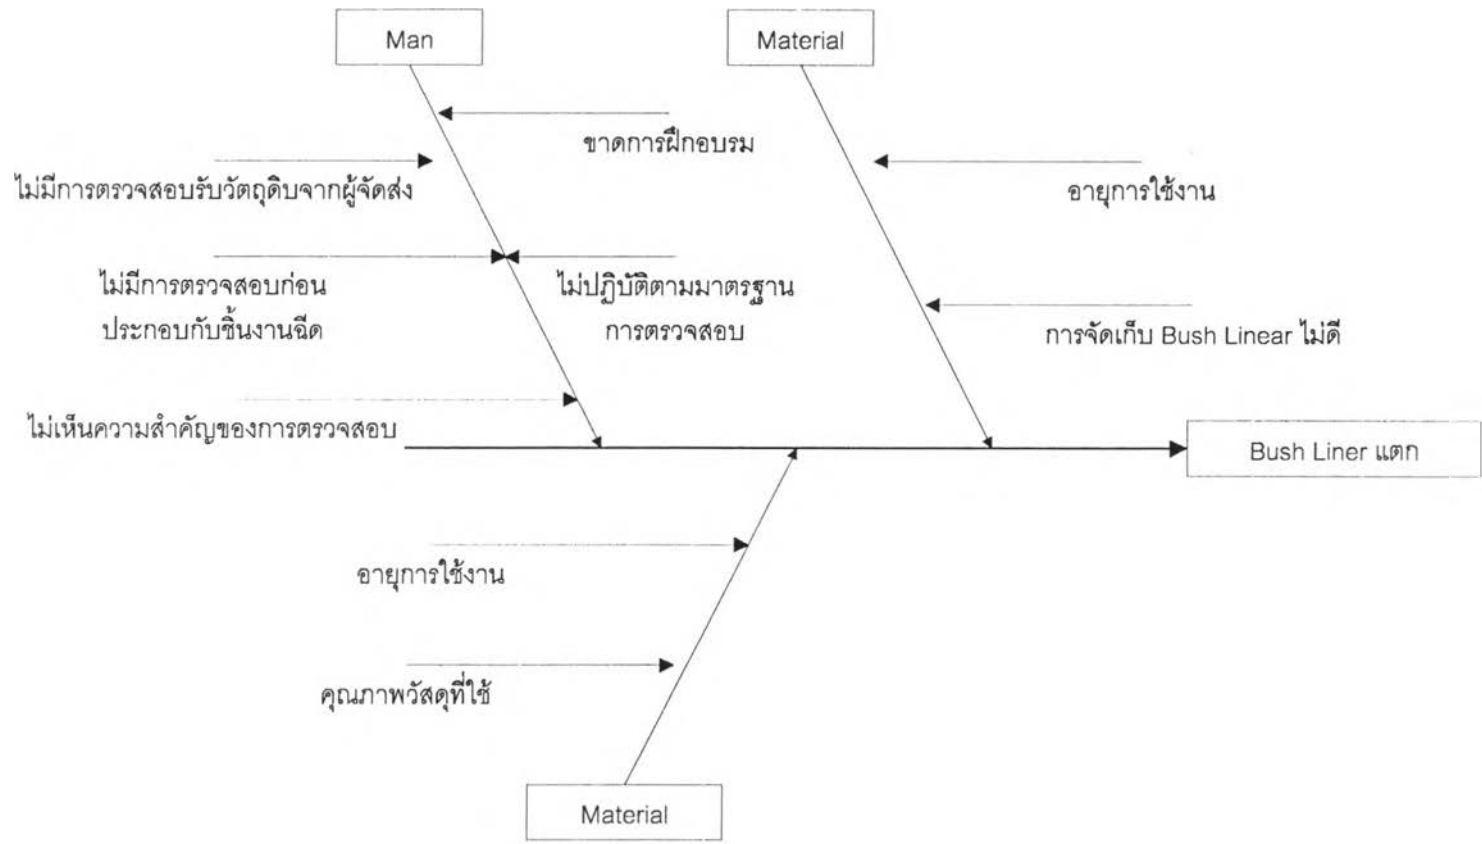 Man
Material
ขาดการฝึกอบรม
ไม่มีการตรวจสอบรับวัตถุดิบจากผู้จัดส่ง
อายุการใช้งาน
ไม่มีการตรวจสอบก่อน
ประกอบกับชิ้นงานฉีด
ไม่ปฏิบัติตามมาตรฐาน
การตรวจสอบ
การจัดเก็บ Bush Linear ไม่ดี
ไม่เห็นความสำคัญของการตรวจสอบ
Bush Liner แตก
อายุการใช้งาน
คุณภาพวัสดุที่ใช้
Material